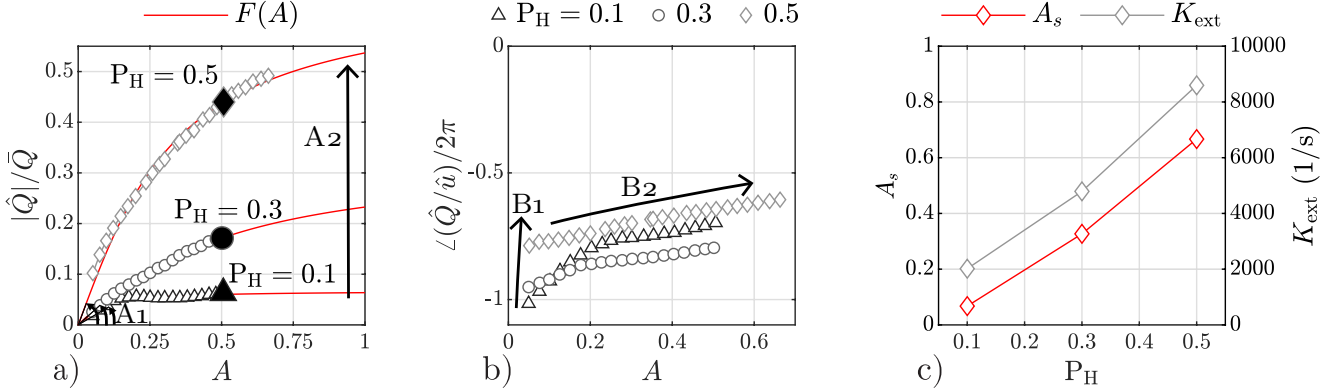 F(A)
|Q̂|/Q̄
0.5
0.4
0.3
0.2
0.1
0
P_H = 0.5
A2
P_H = 0.3
P_H = 0.1
A1
0 0.25 0.5 0.75 1
a) A
P_H = 0.1 0.3 0.5
∠(Q̂/û)/2π
0
-0.5
-1
B1
B2
0 0.2 0.4 0.6
b) A
A_s K_ext
A_s
1
0.8
0.6
0.4
0.2
0
10000
8000
6000
4000
2000
0
K_ext (1/s)
0.1 0.2 0.3 0.4 0.5
c) P_H